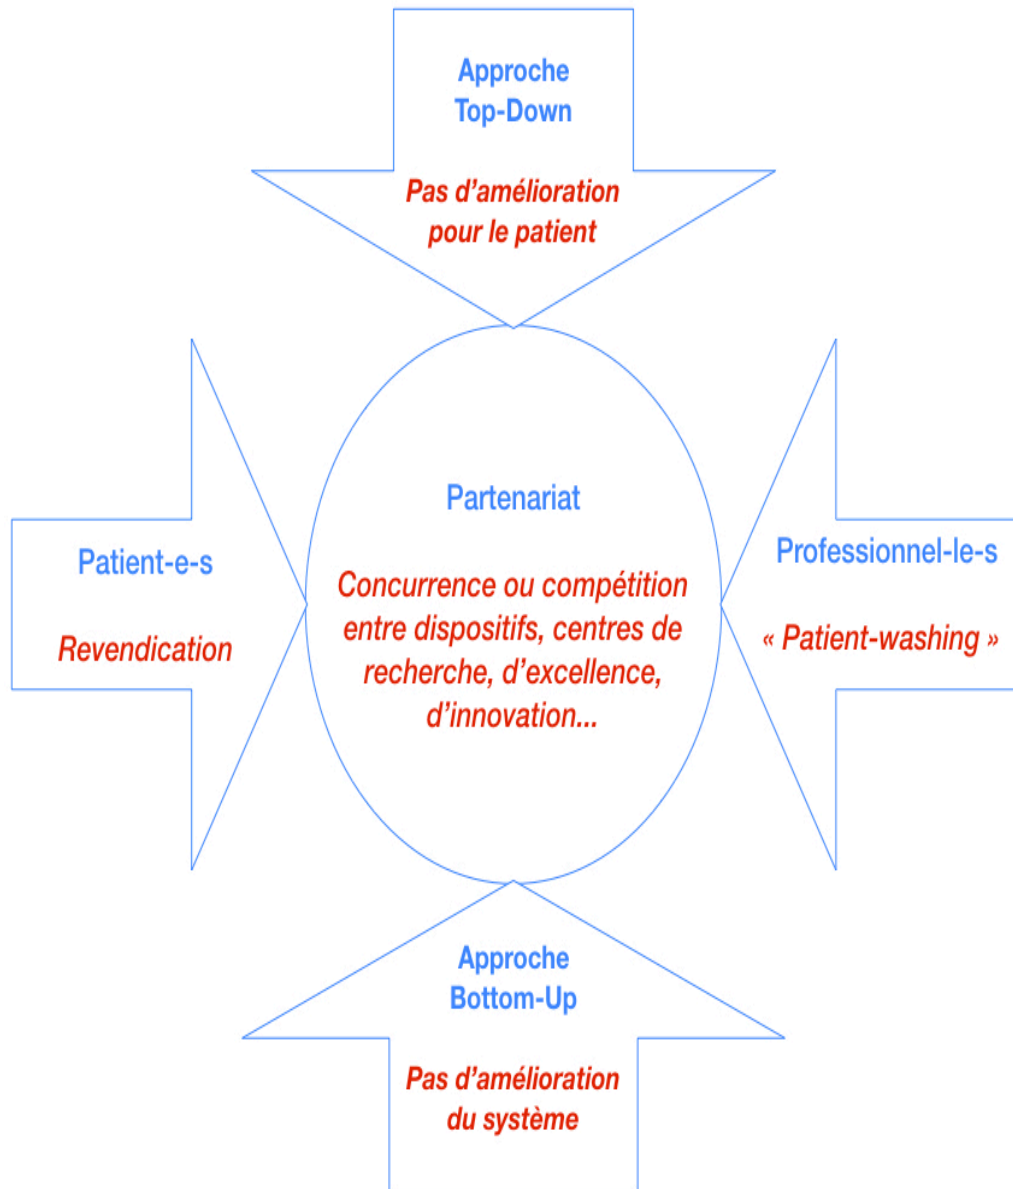 Approche
Top-Down
Pas d’amélioration
pour le patient
Partenariat
Concurrence ou compétition
entre dispositifs, centres de
recherche, d’excellence,
d’innovation...
Patient-e-s
Revendication
Professionnel-le-s
« Patient-washing »
Approche
Bottom-Up
Pas d’amélioration
du système